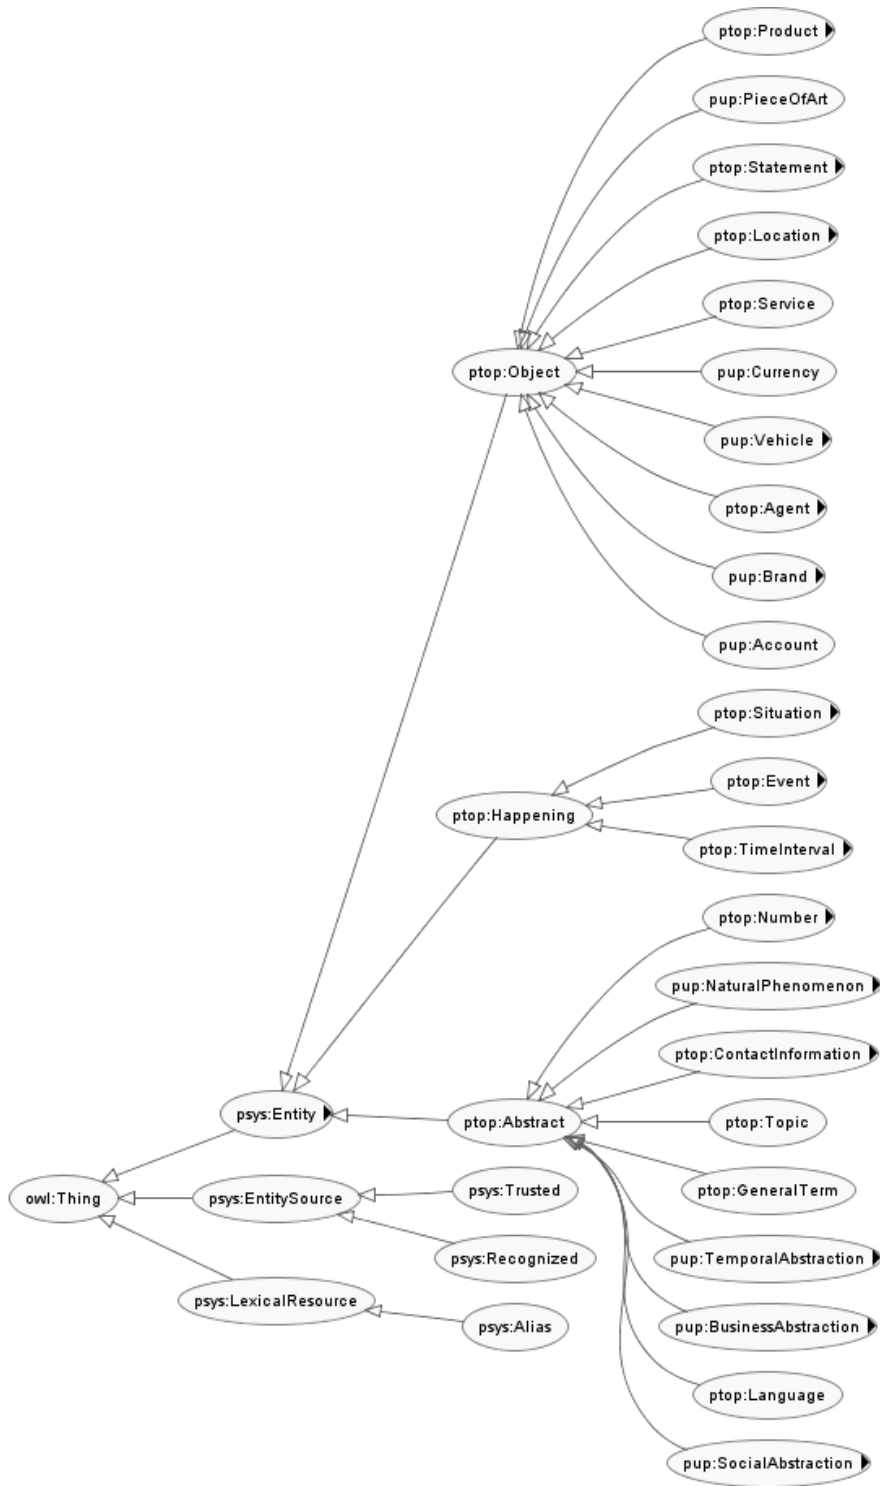 ptop:Product
pup:PieceOfArt
ptop:Statement
ptop:Location
ptop:Service
ptop:Object
pup:Currency
pup:Vehicle
ptop:Agent
pup:Brand
pup:Account
ptop:Situation
ptop:Event
ptop:Happening
ptop:TimeInterval
ptop:Number
pup:NaturalPhenomenon
ptop:ContactInformation
psys:Entity
ptop:Abstract
ptop:Topic
owl:Thing
psys:EntitySource
psys:Trusted
ptop:GeneralTerm
psys:Recognized
pup:TemporalAbstraction
psys:LexicalResource
psys:Alias
pup:BusinessAbstraction
ptop:Language
pup:SocialAbstraction